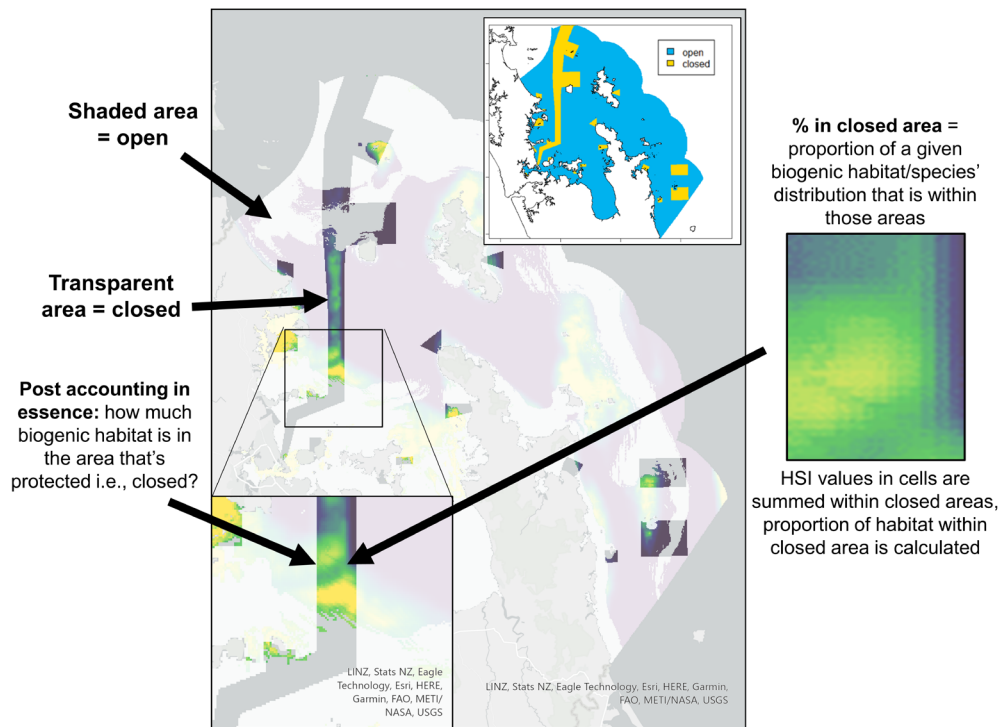 Shaded area
= open
Transparent
area = closed
Post accounting in
essence: how much
biogenic habitat is in
the area that's
protected i.e., closed?
open
closed
% in closed area =
proportion of a given
biogenic habitat/species'
distribution that is within
those areas
HSI values in cells are
summed within closed areas,
proportion of habitat within
closed area is calculated
LINZ, Stats NZ, Eagle
Technology, Esri, HERE,
Garmin, FAO, METI/
NASA, USGS
LINZ, Stats NZ, Eagle Technology, Esri, HERE, Garmin,
FAO, METI/NASA, USGS